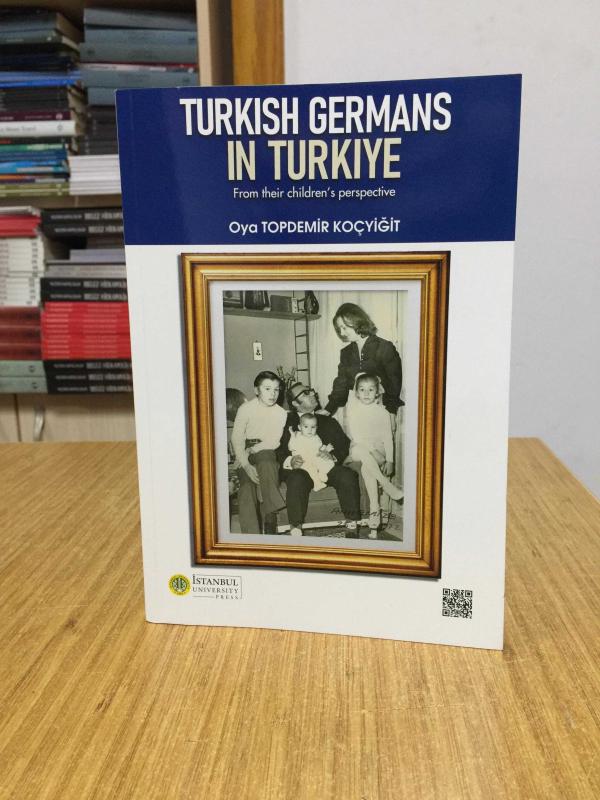 TURKISH GERMANS
IN TURKIYE
From their children's perspective
Oya TOPDEMİR KOÇYİĞİT
İSTANBUL
UNIVERSITY
PRESS